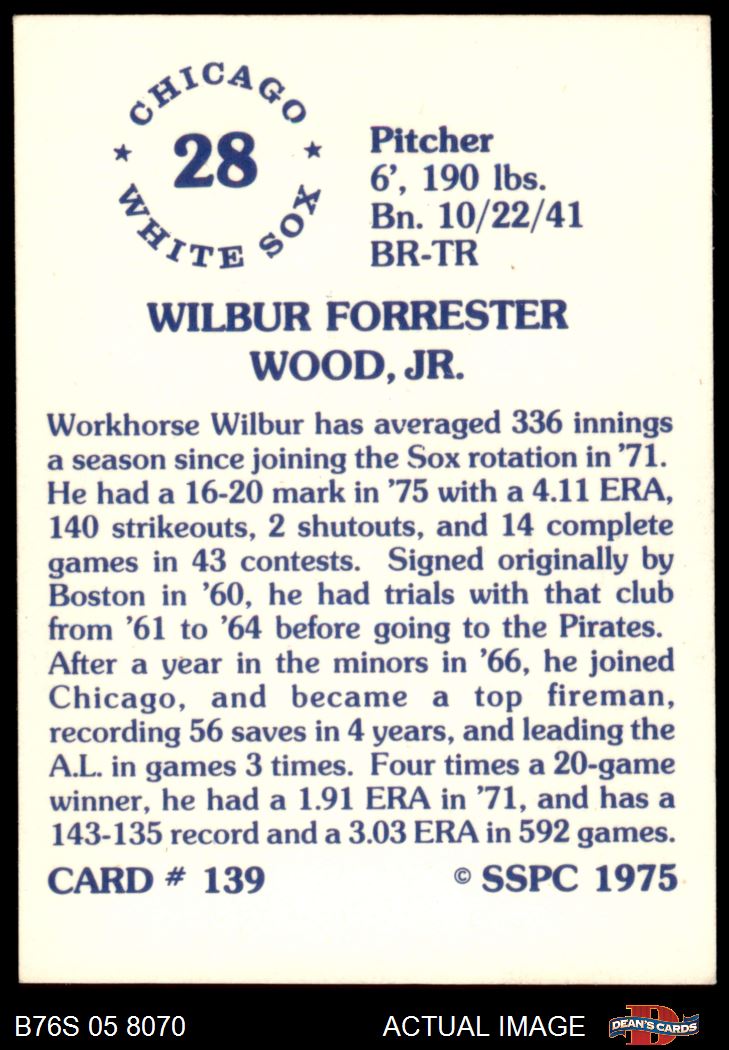 CHICAGO
28
WHITE SOX
Pitcher
6', 190 lbs.
Bn. 10/22/41
BR-TR
WILBUR FORRESTER
WOOD, JR.
Workhorse Wilbur has averaged 336 innings
a season since joining the Sox rotation in '71.
He had a 16-20 mark in '75 with a 4.11 ERA,
140 strikeouts, 2 shutouts, and 14 complete
games in 43 contests. Signed originally by
Boston in '60, he had trials with that club
from '61 to '64 before going to the Pirates.
After a year in the minors in '66, he joined
Chicago, and became a top fireman,
recording 56 saves in 4 years, and leading the
A.L. in games 3 times. Four times a 20-game
winner, he had a 1.91 ERA in '71, and has a
143-135 record and a 3.03 ERA in 592 games.
CARD # 139
© SSPC 1975
B76S 05 8070
ACTUAL IMAGE
D
DEAN'S CARDS